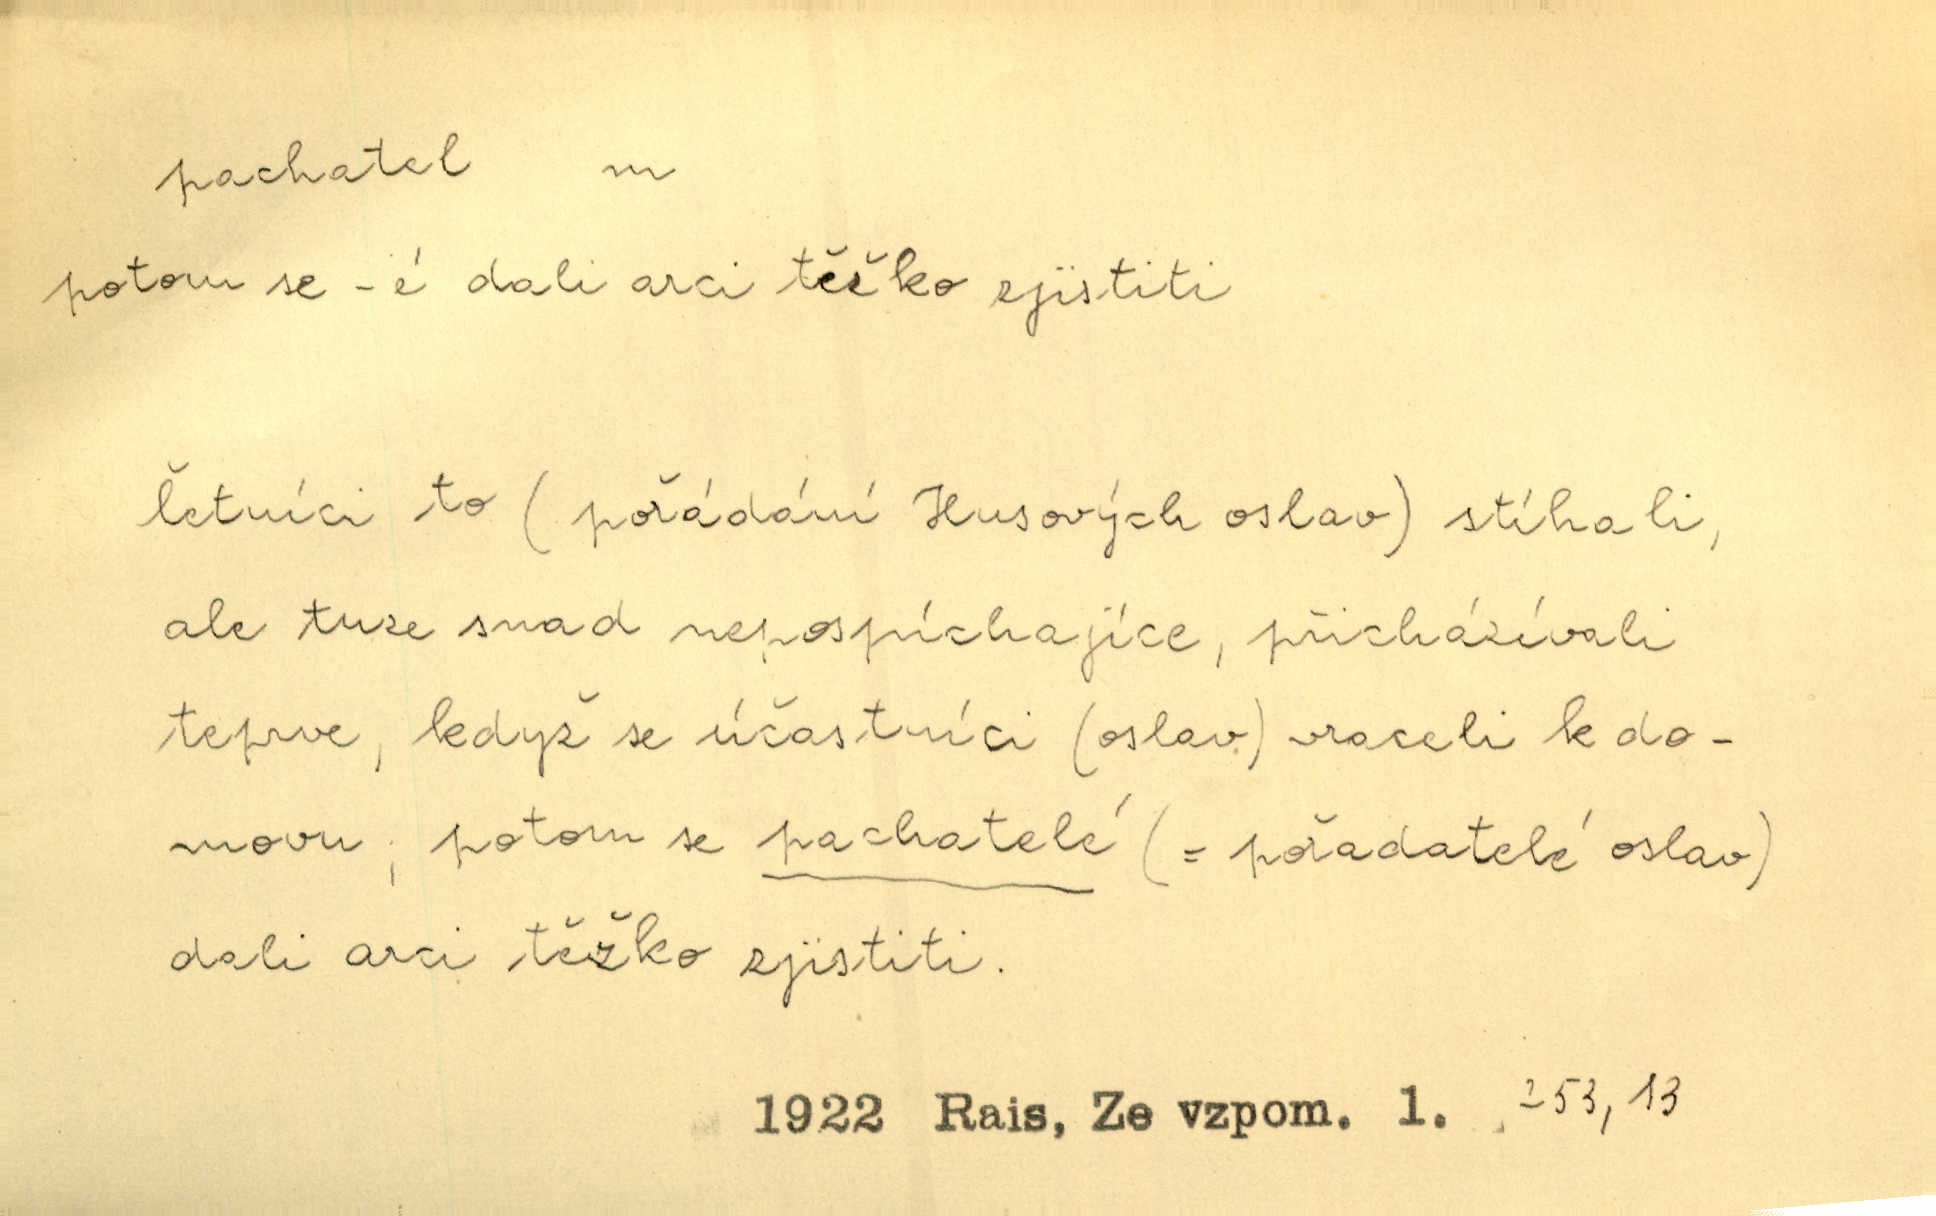 pachatel m
potom se -é dali arci těžko zjistiti
četníci to (pořádání Husových oslav) stíhali,
ale tuze snad nepospíchajíce, přicházívali
teprve, když se účastníci (oslav) vraceli k do-
movu; potom se pachatelé (= pořadatelé oslav)
dali arci těžko zjistiti.
1922 Rais, Ze vzpom. 1. 253, 13